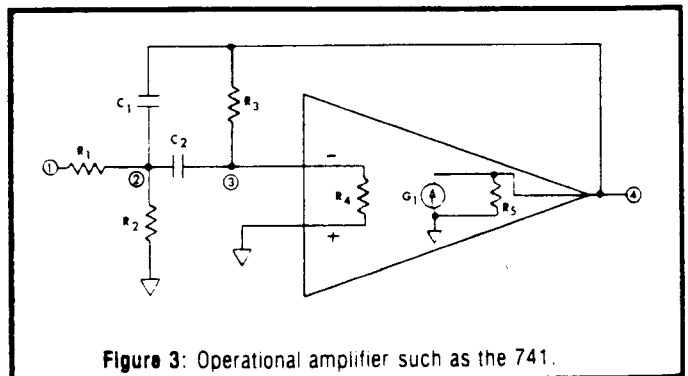 C1
R3
C2
R1
1
2
3
R2
−
R4
+
G1
R5
4
Figure 3: Operational amplifier such as the 741.